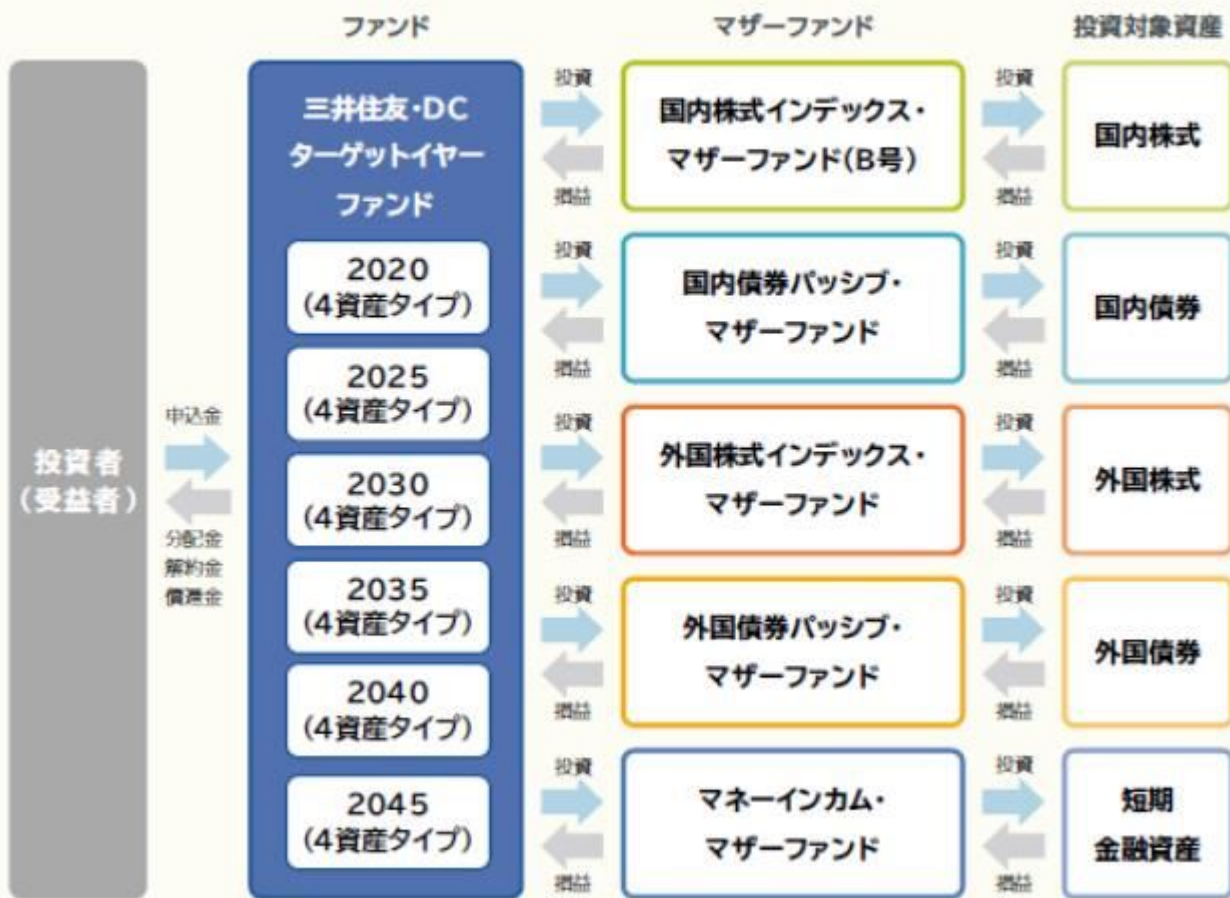 ファンド
マザーファンド
投資対象資産
投資者
(受益者)
申込金
分配金
解約金
償還金
三井住友・DC
ターゲットイヤー
ファンド
2020
(4資産タイプ)
2025
(4資産タイプ)
2030
(4資産タイプ)
2035
(4資産タイプ)
2040
(4資産タイプ)
2045
(4資産タイプ)
投資
損益
国内株式インデックス・
マザーファンド(B号)
投資
損益
国内株式
投資
損益
国内債券パッシブ・
マザーファンド
投資
損益
国内債券
投資
損益
外国株式インデックス・
マザーファンド
投資
損益
外国株式
投資
損益
外国債券パッシブ・
マザーファンド
投資
損益
外国債券
投資
損益
マネーインカム・
マザーファンド
投資
損益
短期
金融資産